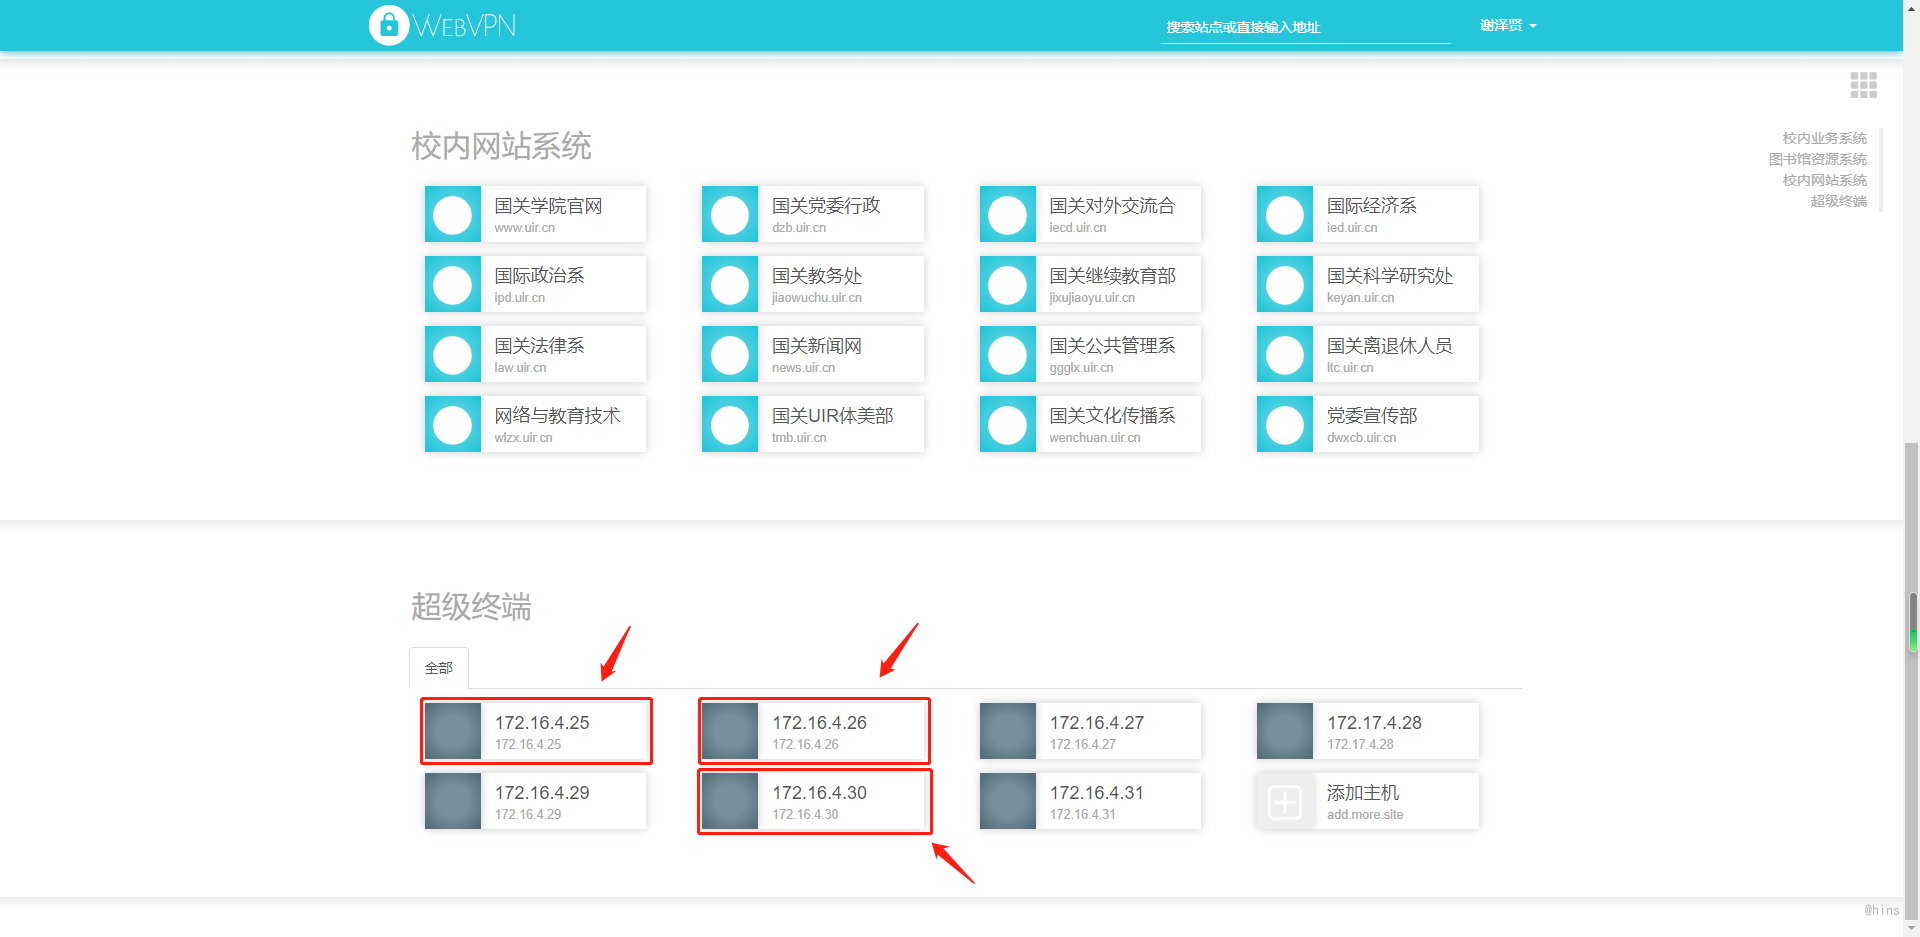 WebVPN
搜索站点或直接输入地址
谢泽贤
校内业务系统
图书馆资源系统
校内网站系统
超级终端
校内网站系统
国关学院官网
www.uir.cn
国关党委行政
dzb.uir.cn
国关对外交流合
iecd.uir.cn
国际经济系
ied.uir.cn
国际政治系
ipd.uir.cn
国关教务处
jiaowuchu.uir.cn
国关继续教育部
jixujiaoyu.uir.cn
国关科学研究处
keyan.uir.cn
国关法律系
law.uir.cn
国关新闻网
news.uir.cn
国关公共管理系
ggglx.uir.cn
国关离退休人员
ltc.uir.cn
网络与教育技术
wlzx.uir.cn
国关UIR体美部
tmb.uir.cn
国关文化传播系
wenchuan.uir.cn
党委宣传部
dwxcb.uir.cn
超级终端
全部
172.16.4.25
172.16.4.25
172.16.4.26
172.16.4.26
172.16.4.27
172.16.4.27
172.17.4.28
172.17.4.28
172.16.4.29
172.16.4.29
172.16.4.30
172.16.4.30
172.16.4.31
172.16.4.31
添加主机
add.more.site
@hins